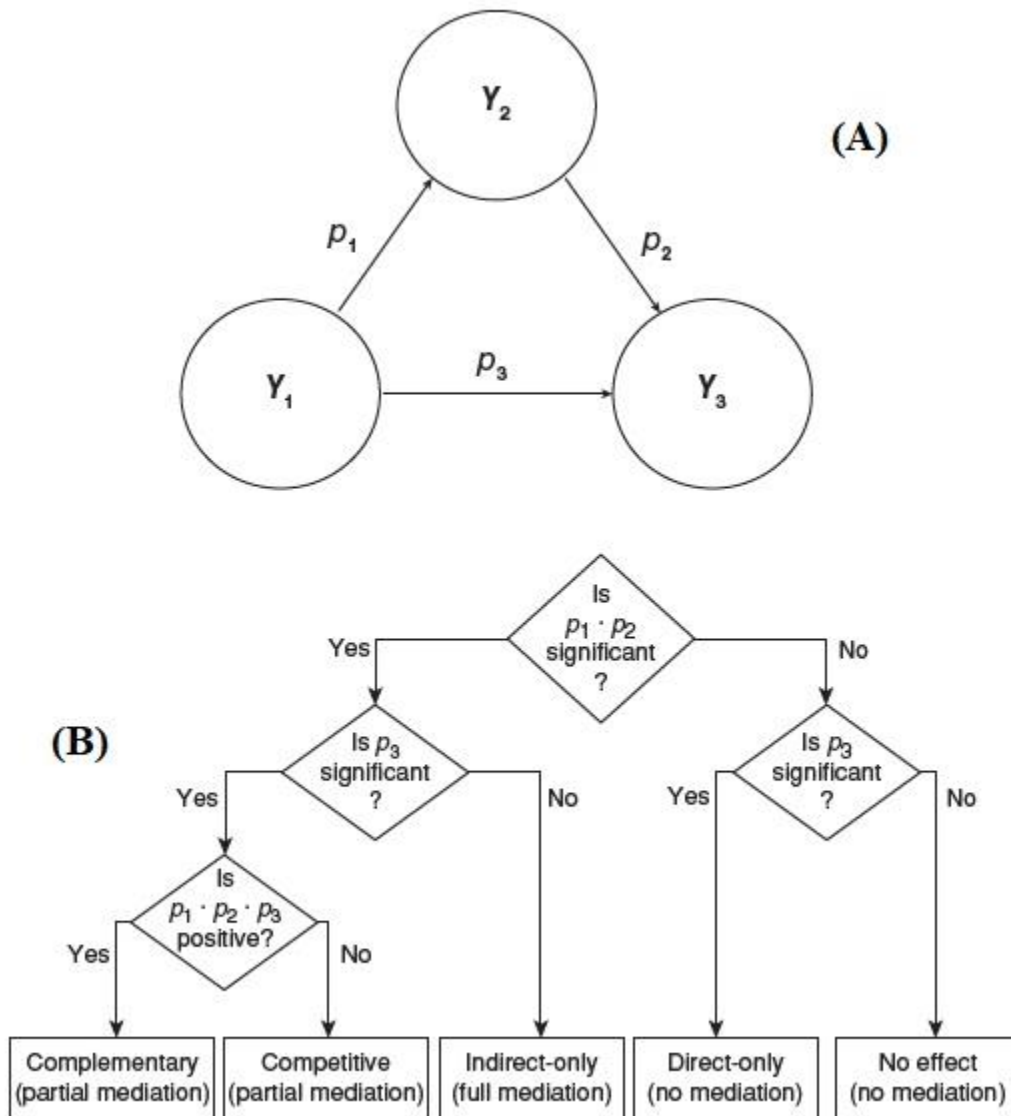 Y₂
(A)
p₁
p₂
Y₁
p₃
Y₃
Is
p₁ · p₂
significant
?
Yes
No
(B)
Is p₃
significant
?
Is p₃
significant
?
Yes
No
Yes
No
Is
p₁ · p₂ · p₃
positive?
Yes
No
Complementary
(partial mediation)
Competitive
(partial mediation)
Indirect-only
(full mediation)
Direct-only
(no mediation)
No effect
(no mediation)